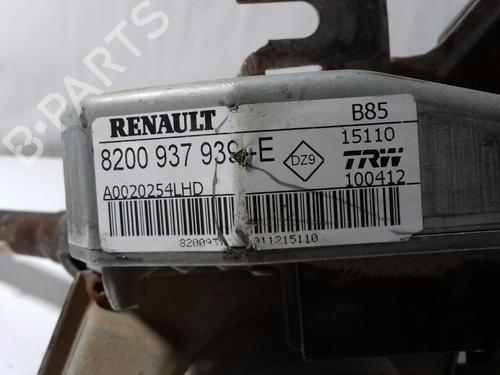 B-PARTS
RENAULT
B85
8200 937 939--E
15110
DZ9
TRW
A0020254LHD
100412